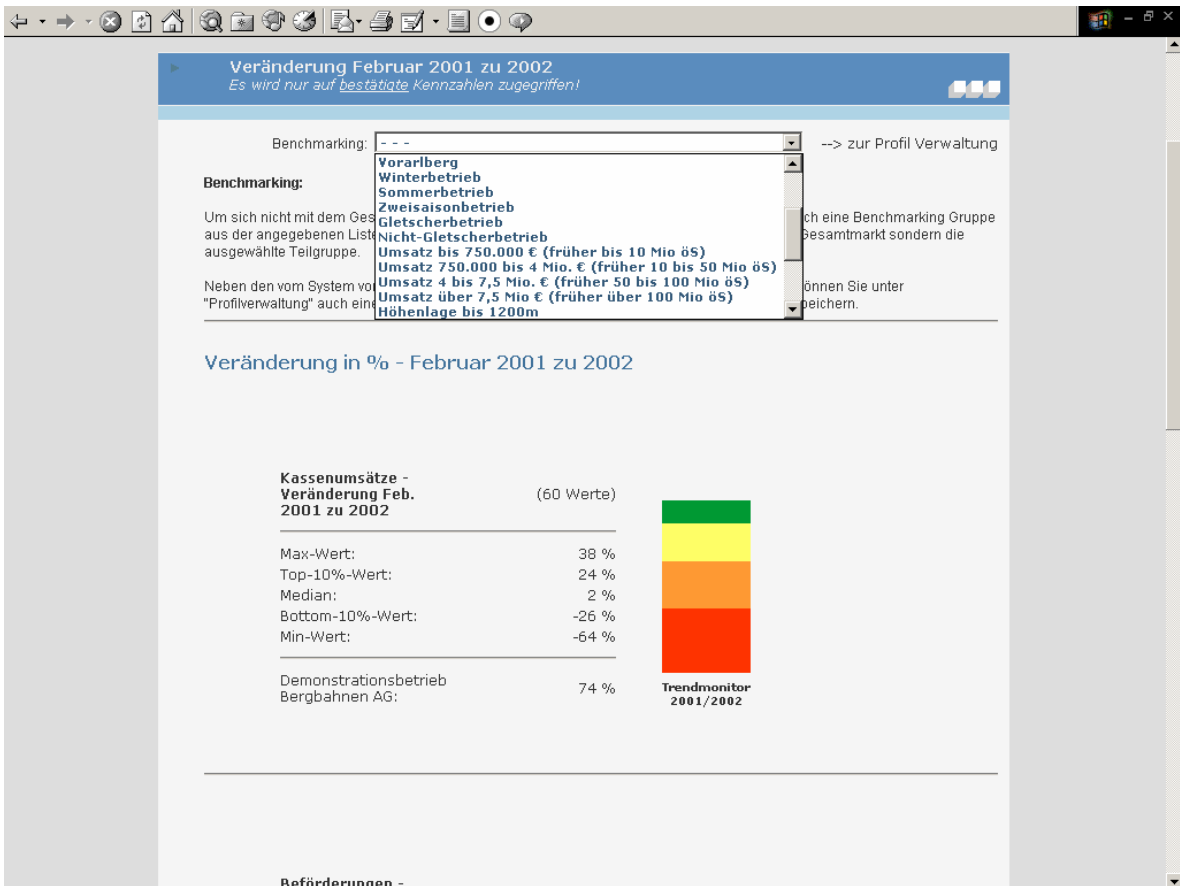 Veränderung Februar 2001 zu 2002
Es wird nur auf bestätigte Kennzahlen zugegriffen!
Benchmarking: - - - --> zur Profil Verwaltung
Vorarlberg
Winterbetrieb
Sommerbetrieb
Zweisaisonbetrieb
Gletscherbetrieb
Nicht-Gletscherbetrieb
Umsatz bis 750.000 € (früher bis 10 Mio öS)
Umsatz 750.000 bis 4 Mio. € (früher 10 bis 50 Mio öS)
Umsatz 4 bis 7,5 Mio. € (früher 50 bis 100 Mio öS)
Umsatz über 7,5 Mio € (früher über 100 Mio öS)
Höhenlage bis 1200m
Benchmarking:
Um sich nicht mit dem Ges ch eine Benchmarking Gruppe
aus der angegebenen Liste Gesamtmarkt sondern die
ausgewählte Teilgruppe.
Neben den vom System vo önnen Sie unter
"Profilverwaltung" auch eine peichern.
Veränderung in % - Februar 2001 zu 2002
Kassenumsätze -
Veränderung Feb. (60 Werte)
2001 zu 2002
Max-Wert: 38 %
Top-10%-Wert: 24 %
Median: 2 %
Bottom-10%-Wert: -26 %
Min-Wert: -64 %
Demonstrationsbetrieb
Bergbahnen AG: 74 %
Trendmonitor
2001/2002
Beförderungen -